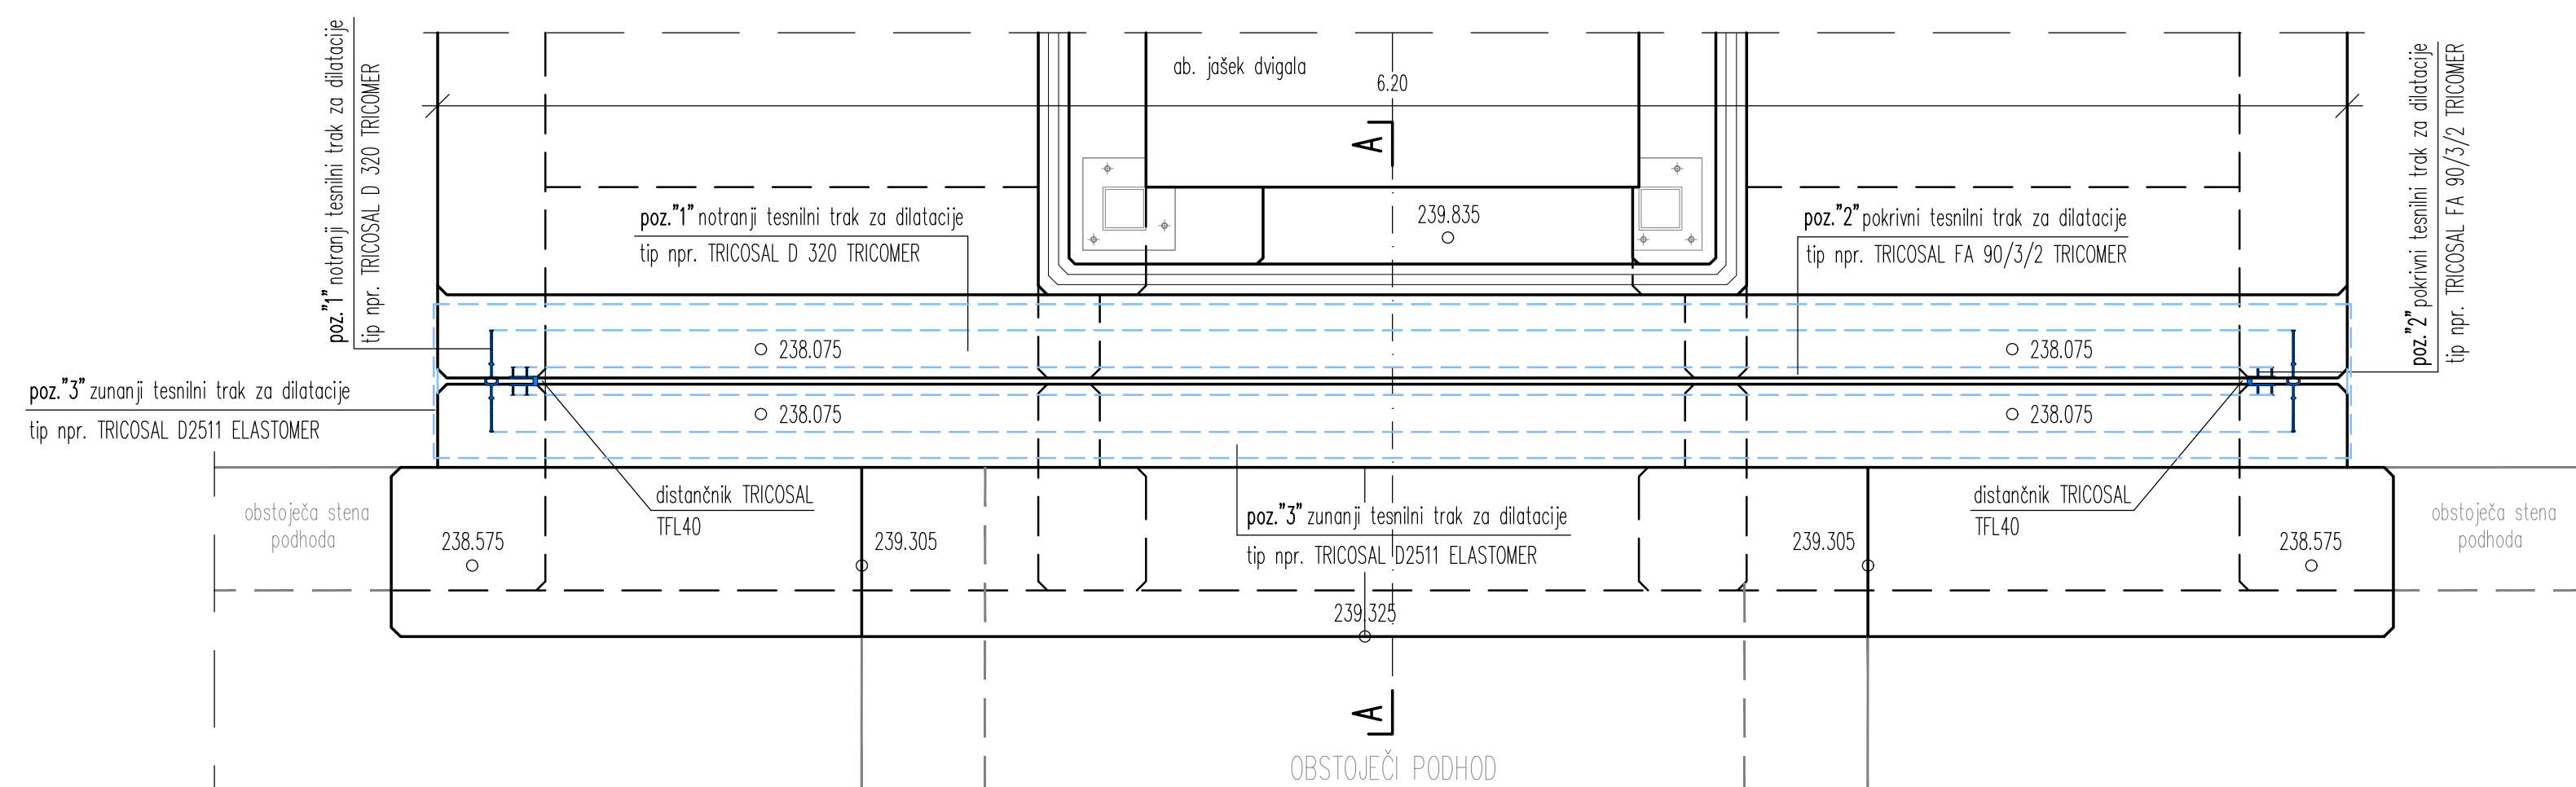 poz."1" notranji tesnilni trak za dilatacije
tip npr. TRICOSAL D 320 TRICOMER
ab. jašek dvigala
6.20
poz."2" pokrivni tesnilni trak za dilatacije
tip npr. TRICOSAL FA 90/3/2 TRICOMER
A
poz."1" notranji tesnilni trak za dilatacije
tip npr. TRICOSAL D 320 TRICOMER
239.835
poz."2" pokrivni tesnilni trak za dilatacije
tip npr. TRICOSAL FA 90/3/2 TRICOMER
238.075
238.075
poz."3" zunanji tesnilni trak za dilatacije
tip npr. TRICOSAL D2511 ELASTOMER
238.075
238.075
obstoječa stena
podhoda
distančnik TRICOSAL
TFL40
poz."3" zunanji tesnilni trak za dilatacije
tip npr. TRICOSAL D2511 ELASTOMER
distančnik TRICOSAL
TFL40
obstoječa stena
podhoda
238.575
239.305
239.305
238.575
239.325
A
OBSTOJEČI PODHOD